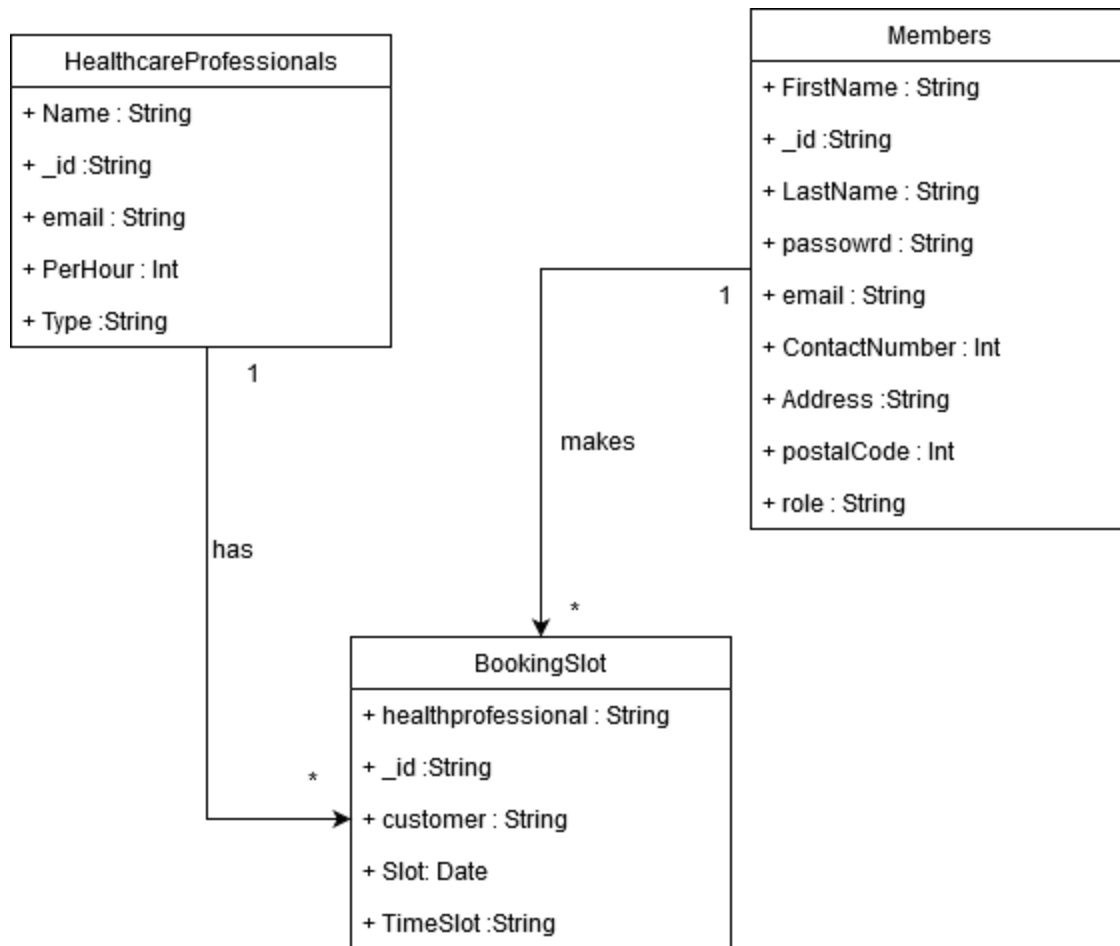 HealthcareProfessionals
+ Name : String
+ _id :String
+ email : String
+ PerHour : Int
+ Type :String
1
has
*
Members
+ FirstName : String
+ _id :String
+ LastName : String
+ passowrd : String
+ email : String
+ ContactNumber : Int
+ Address :String
+ postalCode : Int
+ role : String
1
makes
*
BookingSlot
+ healthprofessional : String
+ _id :String
+ customer : String
+ Slot: Date
+ TimeSlot :String